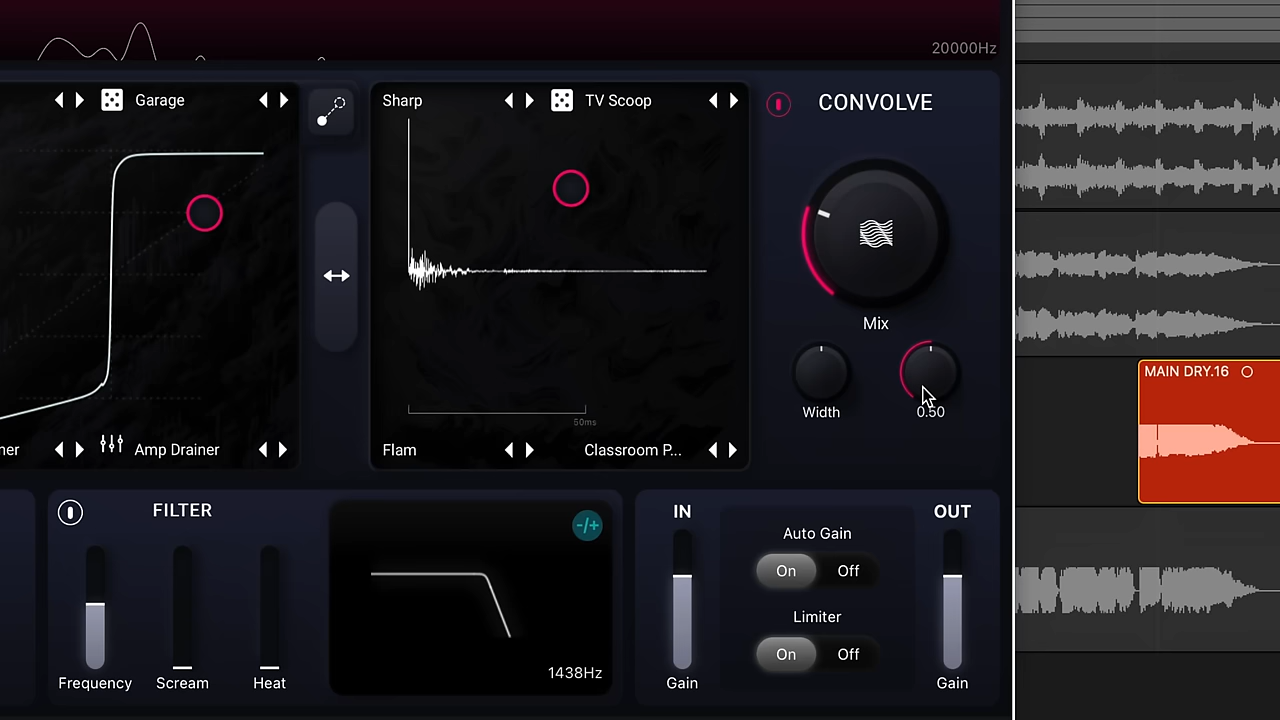 20000Hz
Garage
Sharp
TV Scoop
CONVOLVE
Mix
Width
0.50
50ms
ner
Amp Drainer
Flam
Classroom P...
MAIN DRY.16
FILTER
-/+
1438Hz
Frequency
Scream
Heat
IN
OUT
Auto Gain
On
Off
Limiter
On
Off
Gain
Gain